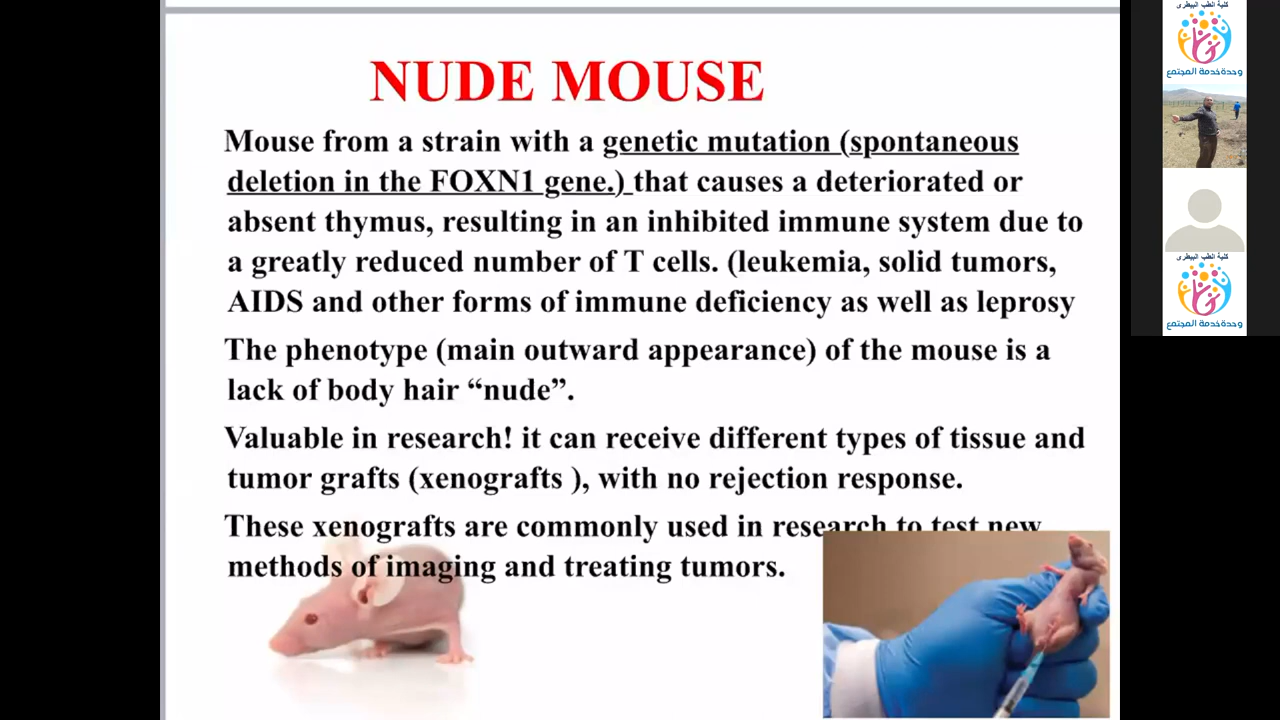 NUDE MOUSE
Mouse from a strain with a genetic mutation (spontaneous
deletion in the FOXN1 gene.) that causes a deteriorated or
absent thymus, resulting in an inhibited immune system due to
a greatly reduced number of T cells. (leukemia, solid tumors,
AIDS and other forms of immune deficiency as well as leprosy
The phenotype (main outward appearance) of the mouse is a
lack of body hair “nude”.
Valuable in research! it can receive different types of tissue and
tumor grafts (xenografts ), with no rejection response.
These xenografts are commonly used in research to test new
methods of imaging and treating tumors.
كلية الطب البيطرى
وحدة خدمة المجتمع
كلية الطب البيطرى
وحدة خدمة المجتمع